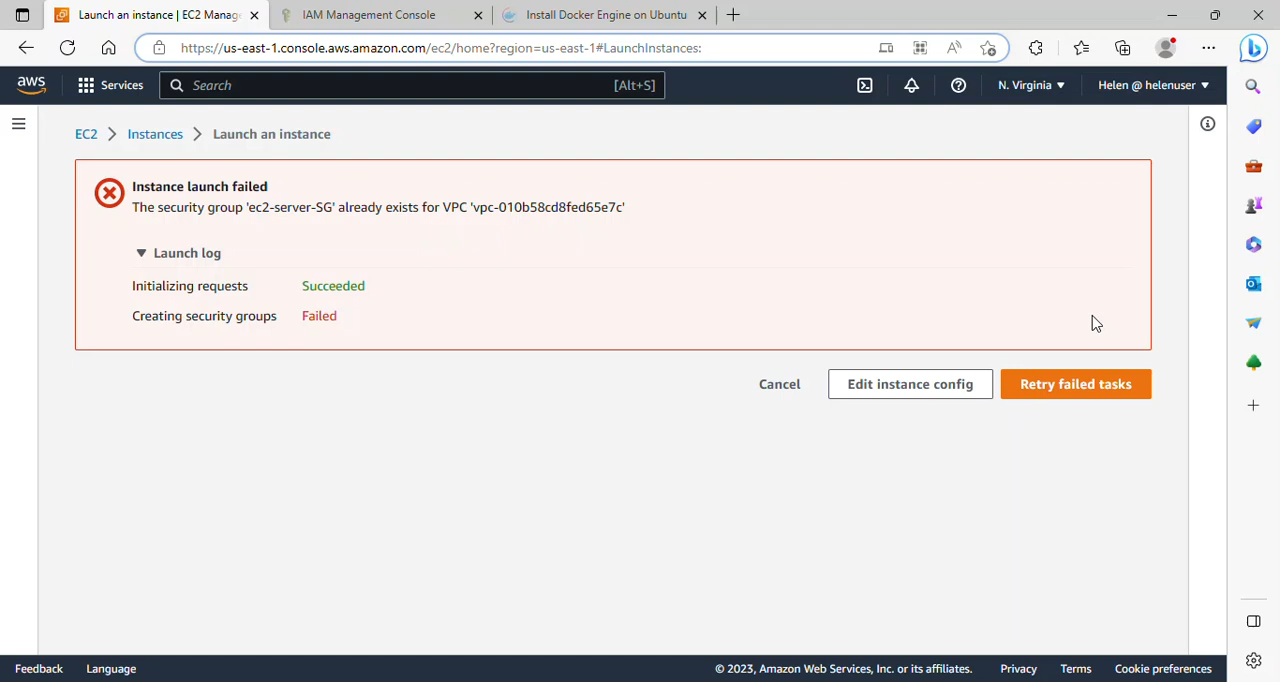 Launch an instance | EC2 Manag
IAM Management Console
Install Docker Engine on Ubuntu
https://us-east-1.console.aws.amazon.com/ec2/home?region=us-east-1#LaunchInstances:
aws
Services
Search
[Alt+S]
N. Virginia
Helen @ helenuser
EC2
Instances
Launch an instance
Instance launch failed
The security group 'ec2-server-SG' already exists for VPC 'vpc-010b58cd8fed65e7c'
Launch log
Initializing requests Succeeded
Creating security groups Failed
Cancel
Edit instance config
Retry failed tasks
Feedback
Language
© 2023, Amazon Web Services, Inc. or its affiliates.
Privacy
Terms
Cookie preferences